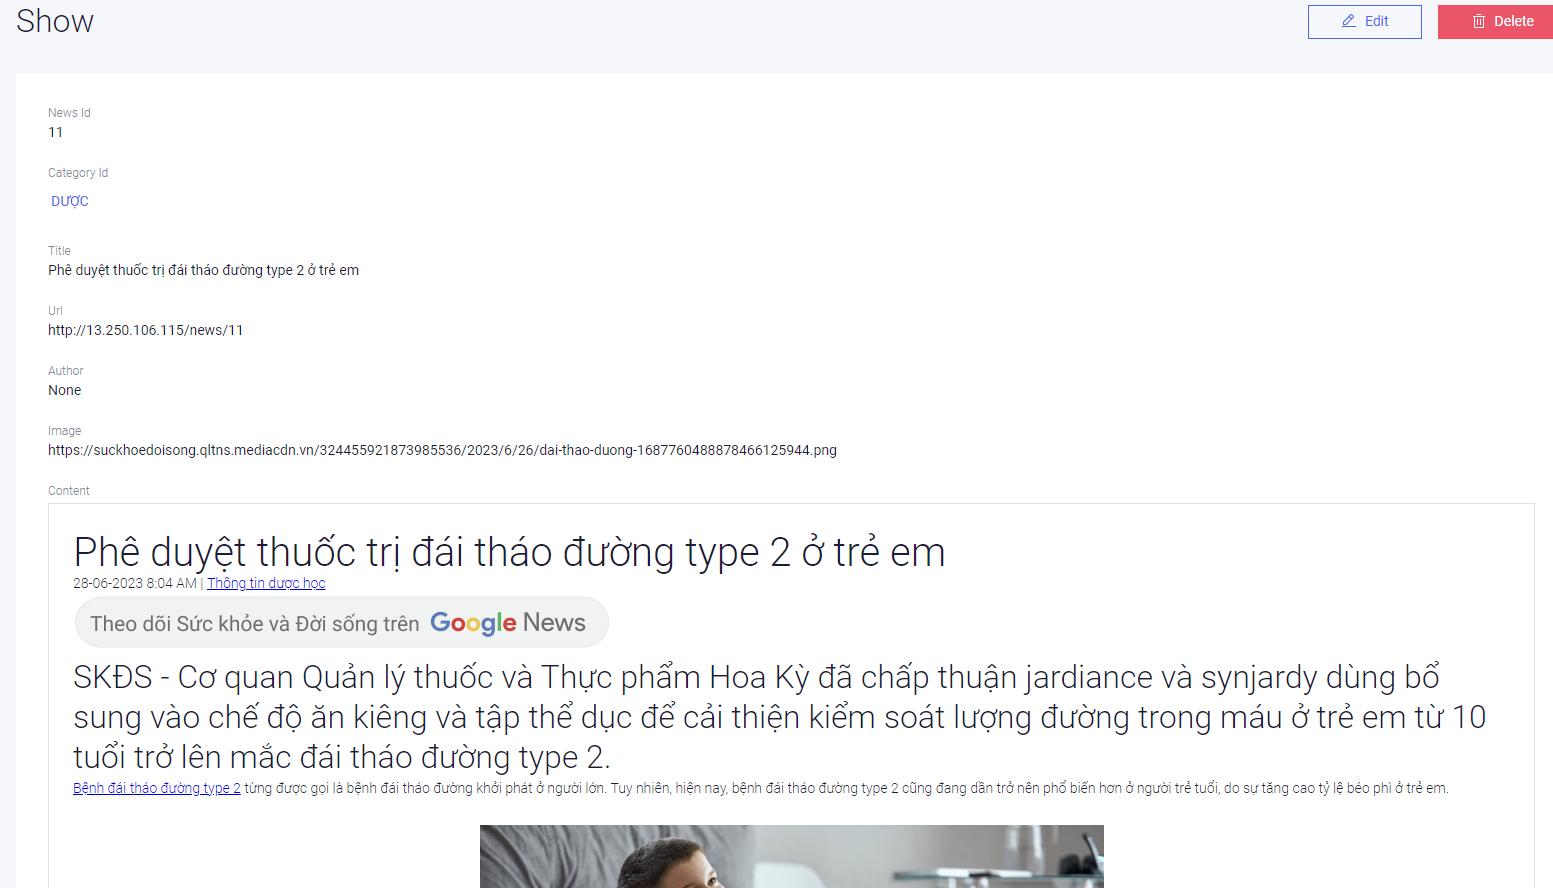 Show
Edit
Delete
News Id
11
Category Id
DƯỢC
Title
Phê duyệt thuốc trị đái tháo đường type 2 ở trẻ em
Url
http://13.250.106.115/news/11
Author
None
Image
https://suckhoedoisong.qltns.mediacdn.vn/324455921873985536/2023/6/26/dai-thao-duong-1687760488878466125944.png
Content
Phê duyệt thuốc trị đái tháo đường type 2 ở trẻ em
28-06-2023 8:04 AM | Thông tin dược học
Theo dõi Sức khỏe và Đời sống trên Google News
SKĐS - Cơ quan Quản lý thuốc và Thực phẩm Hoa Kỳ đã chấp thuận jardiance và synjardy dùng bổ
sung vào chế độ ăn kiêng và tập thể dục để cải thiện kiểm soát lượng đường trong máu ở trẻ em từ 10
tuổi trở lên mắc đái tháo đường type 2.
Bệnh đái tháo đường type 2 từng được gọi là bệnh đái tháo đường khởi phát ở người lớn. Tuy nhiên, hiện nay, bệnh đái tháo đường type 2 cũng đang dần trở nên phổ biến hơn ở người trẻ tuổi, do sự tăng cao tỷ lệ béo phì ở trẻ em.